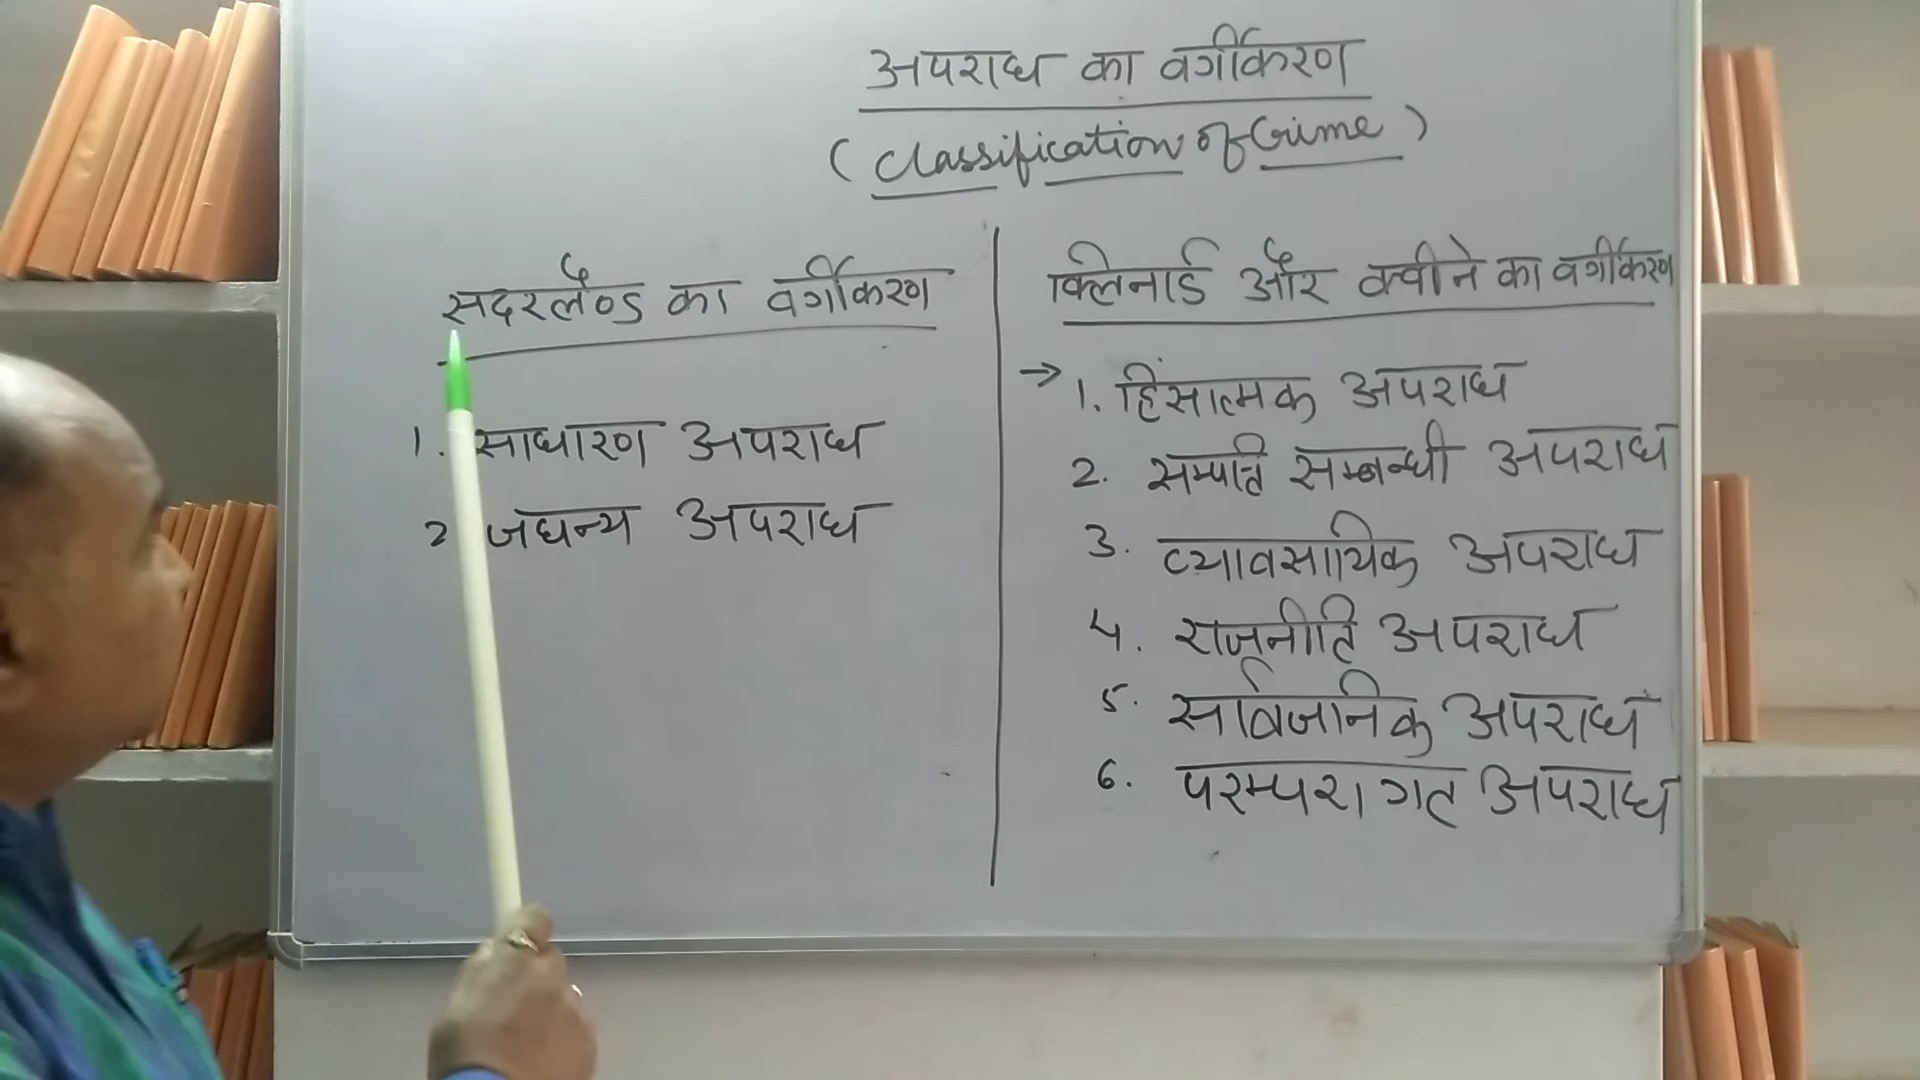 अपराध का वर्गीकरण
(Classification of Crime)
सदरलैण्ड का वर्गीकरण
1. साधारण अपराध
2 जघन्य अपराध
क्लिनार्ड और क्वीने का वर्गीकरण
→ 1. हिंसात्मक अपराध
2. सम्पत्ति सम्बन्धी अपराध
3. व्यावसायिक अपराध
4. राजनीति अपराध
5. सार्वजनिक अपराध
6. परम्परागत अपराध